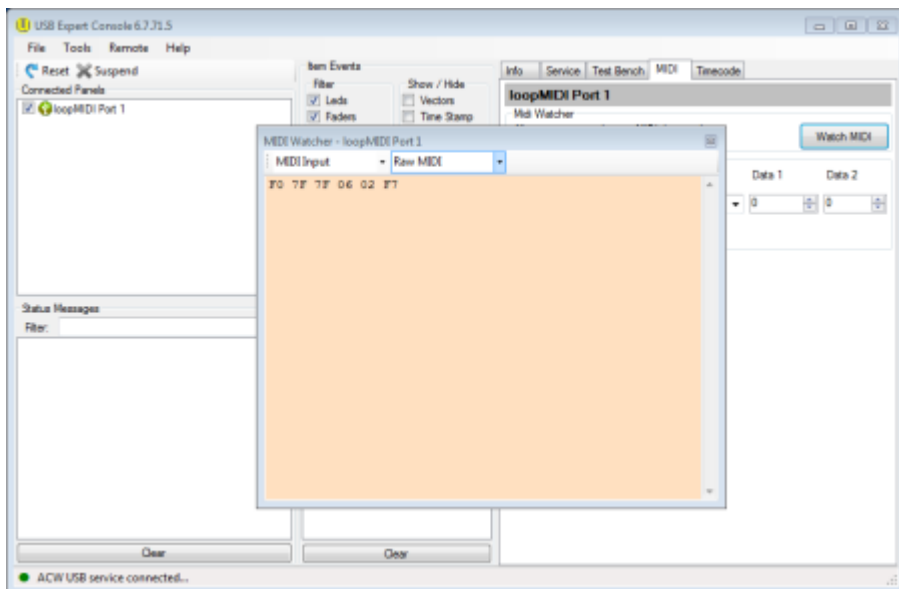 USB Expert Console 6.7.71.5
File Tools Remote Help
Reset Suspend
Connected Panels
loopMIDI Port 1
Item Events
Filter
Leds
Faders
Show / Hide
Vectors
Time Stamp
Info Service Test Bench MIDI Timecode
loopMIDI Port 1
Midi Watcher
Watch MIDI
Data 1 Data 2
0 0
MIDI Watcher - loopMIDI Port 1
MIDI Input Raw MIDI
F0 7F 7F 06 02 F7
Status Messages
Filter:
Clear Clear
ACW USB service connected...